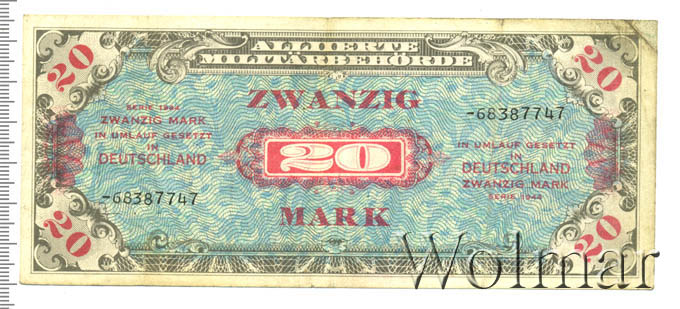 20
20
ALLIIERTE
MILITÄRBEHÖRDE
ZWANZIG
SERIE 1944
ZWANZIG MARK
IN UMLAUF GESETZT
IN
DEUTSCHLAND
-68387747
-68387747
20
IN UMLAUF GESETZT
IN
DEUTSCHLAND
ZWANZIG MARK
SERIE 1944
MARK
20
20
Wolmar